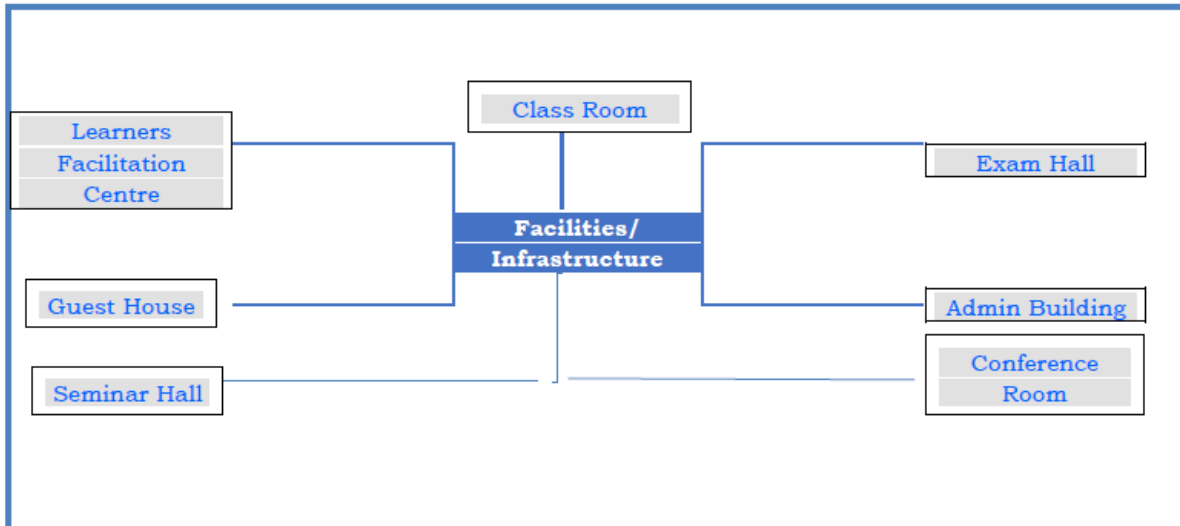 Class Room
Learners
Facilitation
Centre
Exam Hall
Facilities/
Infrastructure
Guest House
Admin Building
Seminar Hall
Conference
Room